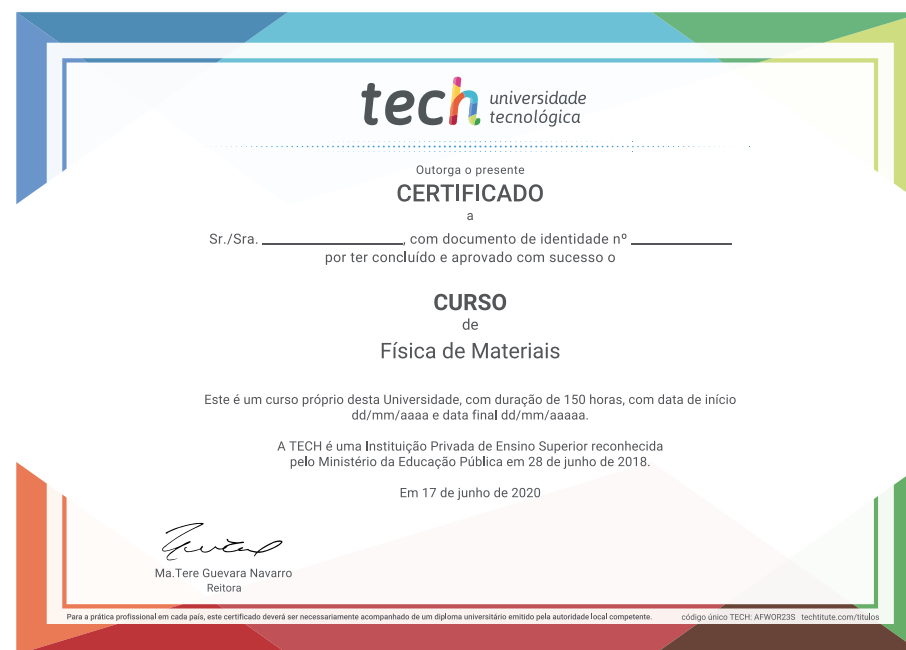 tech universidade
tecnológica
Outorga o presente
CERTIFICADO
a
Sr./Sra. ________________, com documento de identidade nº ____________
por ter concluído e aprovado com sucesso o
CURSO
de
Física de Materiais
Este é um curso próprio desta Universidade, com duração de 150 horas, com data de início
dd/mm/aaaa e data final dd/mm/aaaaa.
A TECH é uma Instituição Privada de Ensino Superior reconhecida
pelo Ministério da Educação Pública em 28 de junho de 2018.
Em 17 de junho de 2020
Ma.Tere Guevara Navarro
Reitora
Para a prática profissional em cada país, este certificado deverá ser necessariamente acompanhado de um diploma universitário emitido pela autoridade local competente. código único TECH: AFWOR23S techtitute.com/titulos